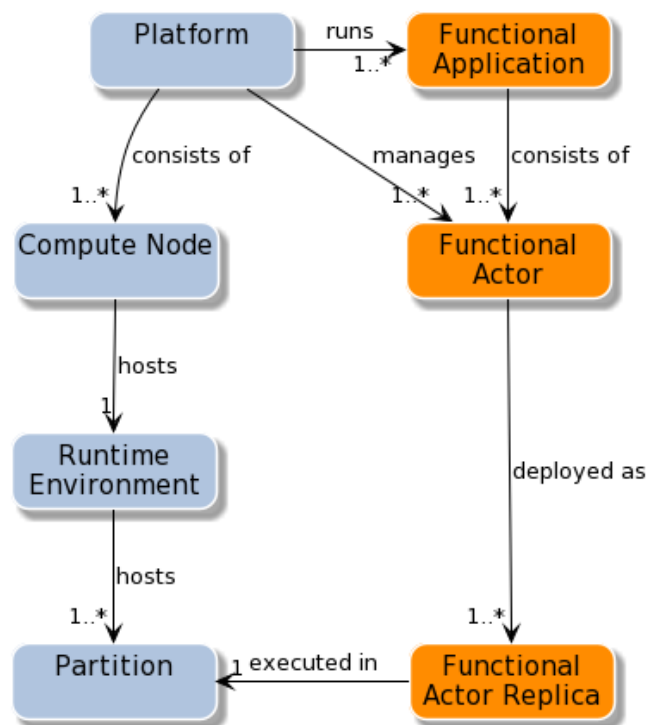 Platform
runs
1..*
Functional
Application
consists of
manages
consists of
1..*
1..*
1..*
Compute Node
Functional
Actor
hosts
1
Runtime
Environment
deployed as
hosts
1..*
1..*
Partition
1
executed in
Functional
Actor Replica